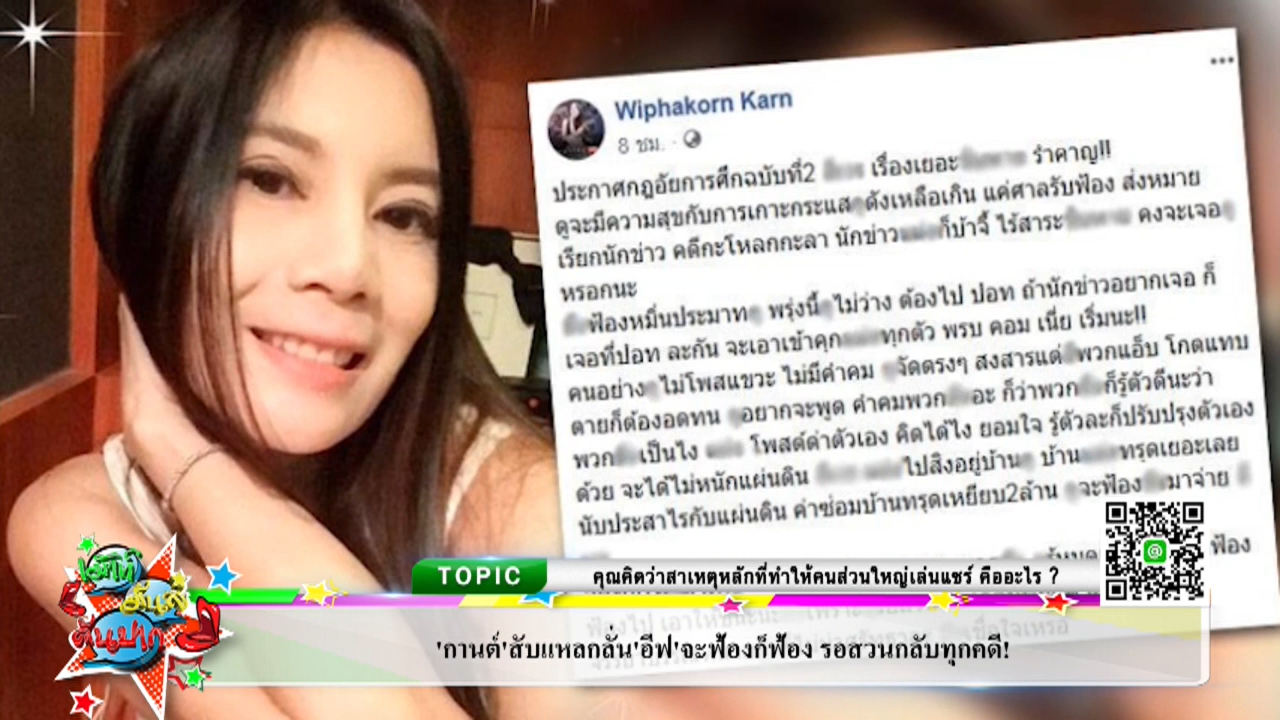 Wiphakorn Karn
8 ชม.
ประกาศกฎอัยการศึกฉบับที่2 เรื่องเยอะ รำคาญ!!
ดูจะมีความสุขกับการเกาะกระแส ดังเหลือเกิน แค่ศาลรับฟ้อง ส่งหมาย
เรียกนักข่าว คดีกะโหลกกะลา นักข่าว ก็บ้าจี้ ไร้สาระ คงจะเจอ
หรอกนะ
ฟ้องหมิ่นประมาท พรุ่งนี้ ไม่ว่าง ต้องไป ปอท ถ้านักข่าวอยากเจอ ก็
เจอที่ปอท ละกัน จะเอาเข้าคุก ทุกตัว พรบ คอม เนี่ย เริ่มนะ!!
คนอย่าง ไม่โพสแขวะ ไม่มีคำคม จัดตรงๆ สงสารแต่ พวกแอ็บ โกดแทบ
ตายก็ต้องอดทน อยากจะพูด คำคมพวก อะ ก็ว่าพวก ก็รู้ตัวดีนะว่า
พวก เป็นไง โพสต์ด่าตัวเอง คิดได้ไง ยอมใจ รู้ตัวละก็ปรับปรุงตัวเอง
ด้วย จะได้ไม่หนักแผ่นดิน ไปสิงอยู่บ้าน บ้าน ทรุดเยอะเลย
นับประสาไรกับแผ่นดิน ค่าซ่อมบ้านทรุดเหยียบ2ล้าน จะฟ้อง มาจ่าย
ฟ้อง
TOPIC
คุณคิดว่าสาเหตุหลักที่ทำให้คนส่วนใหญ่เล่นแชร์ คืออะไร ?
เม้าท์
มันส์
ตันปาก
'กานต์'สับแหลกลั่น'อีฟ'จะฟ้องก็ฟ้อง รอสวนกลับทุกคดี!